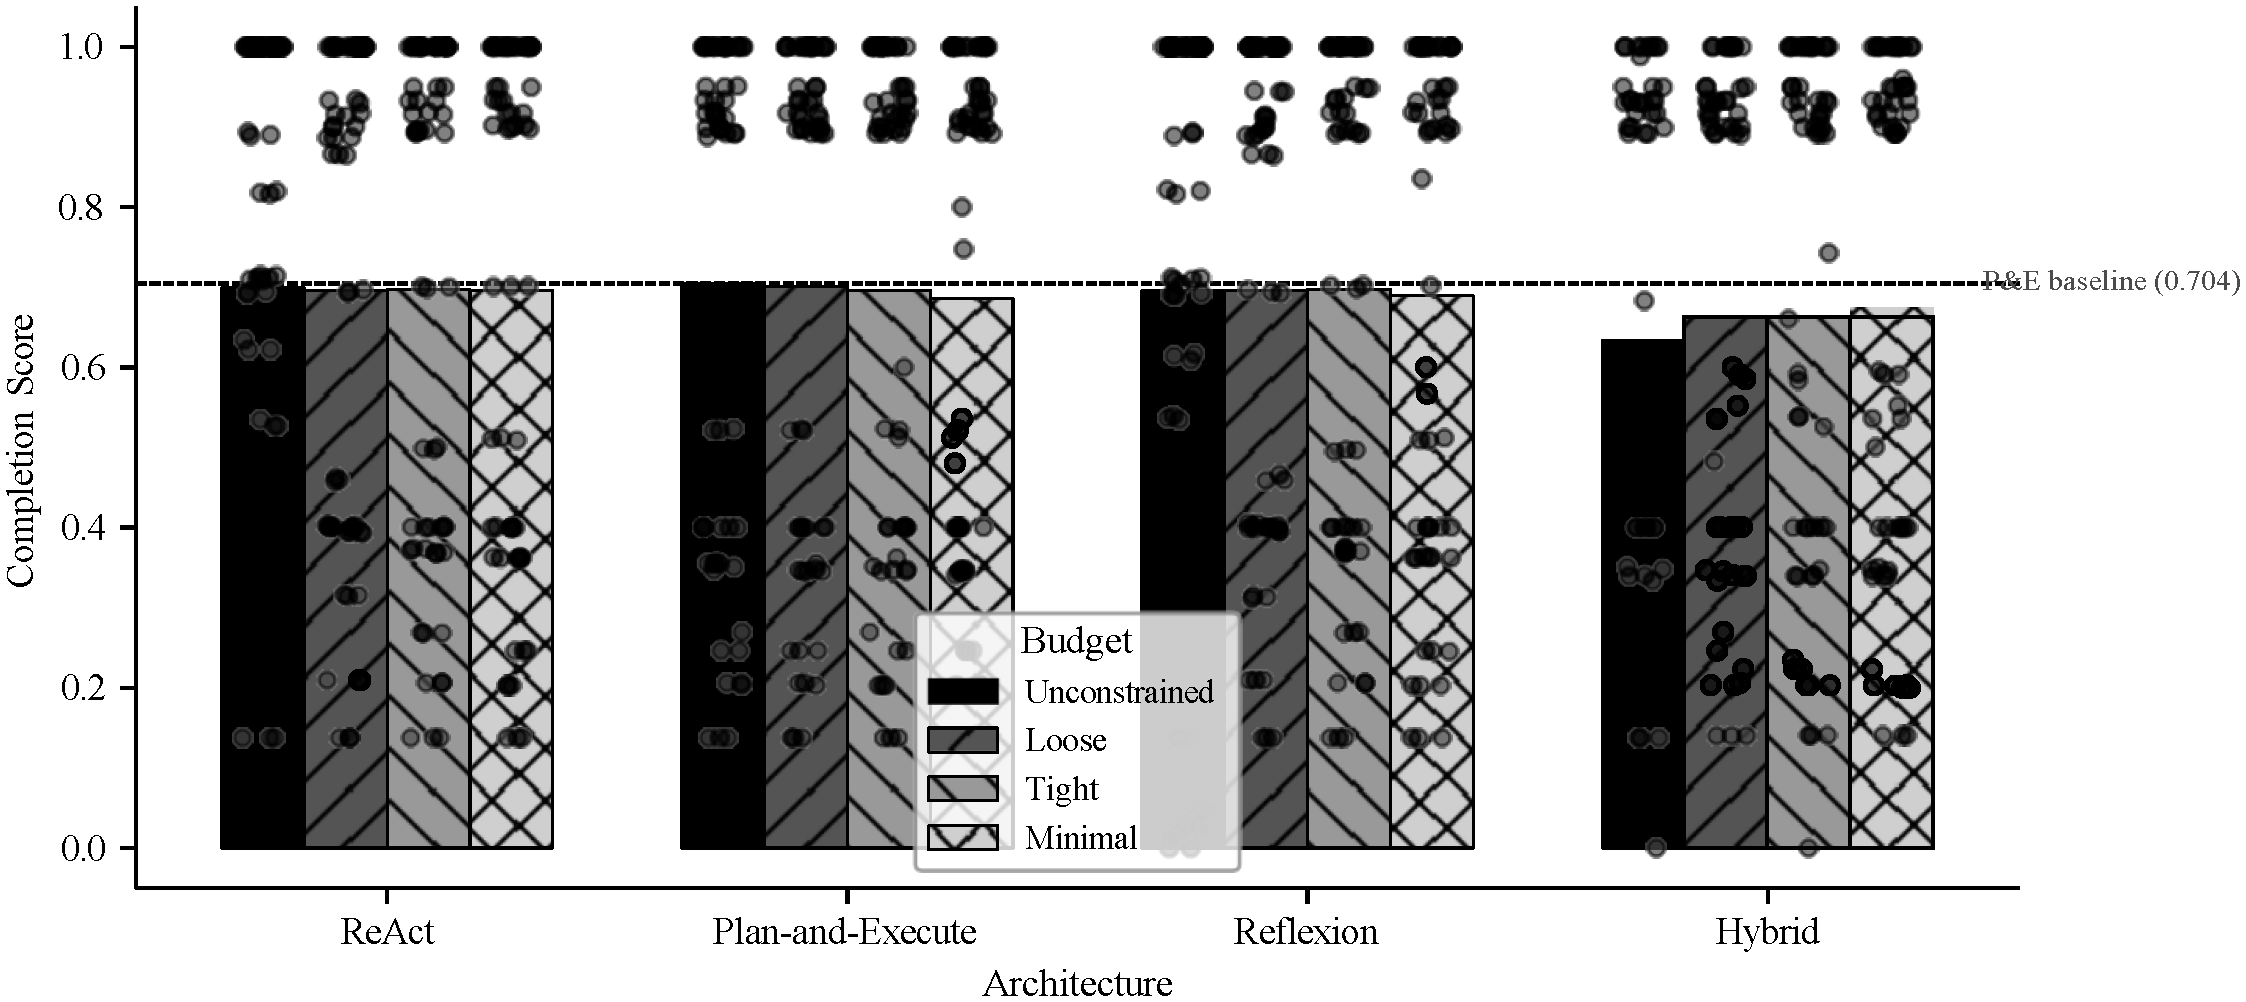 1.0
0.8
0.6
0.4
0.2
0.0
Completion Score
P&E baseline (0.704)
Budget
Unconstrained
Loose
Tight
Minimal
ReAct
Plan-and-Execute
Reflexion
Hybrid
Architecture